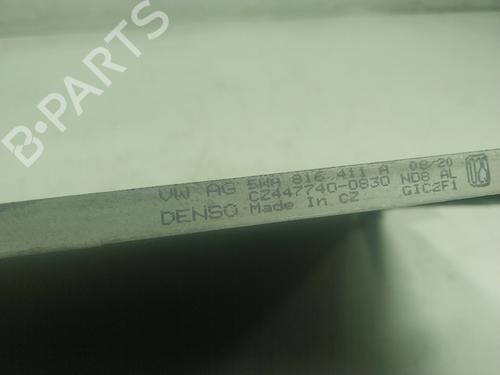 B-PARTS
VW AG 5WA 816 411 A 08/20
CZ447740-0830 ND8 AL
DENSO Made In CZ GIC2F1